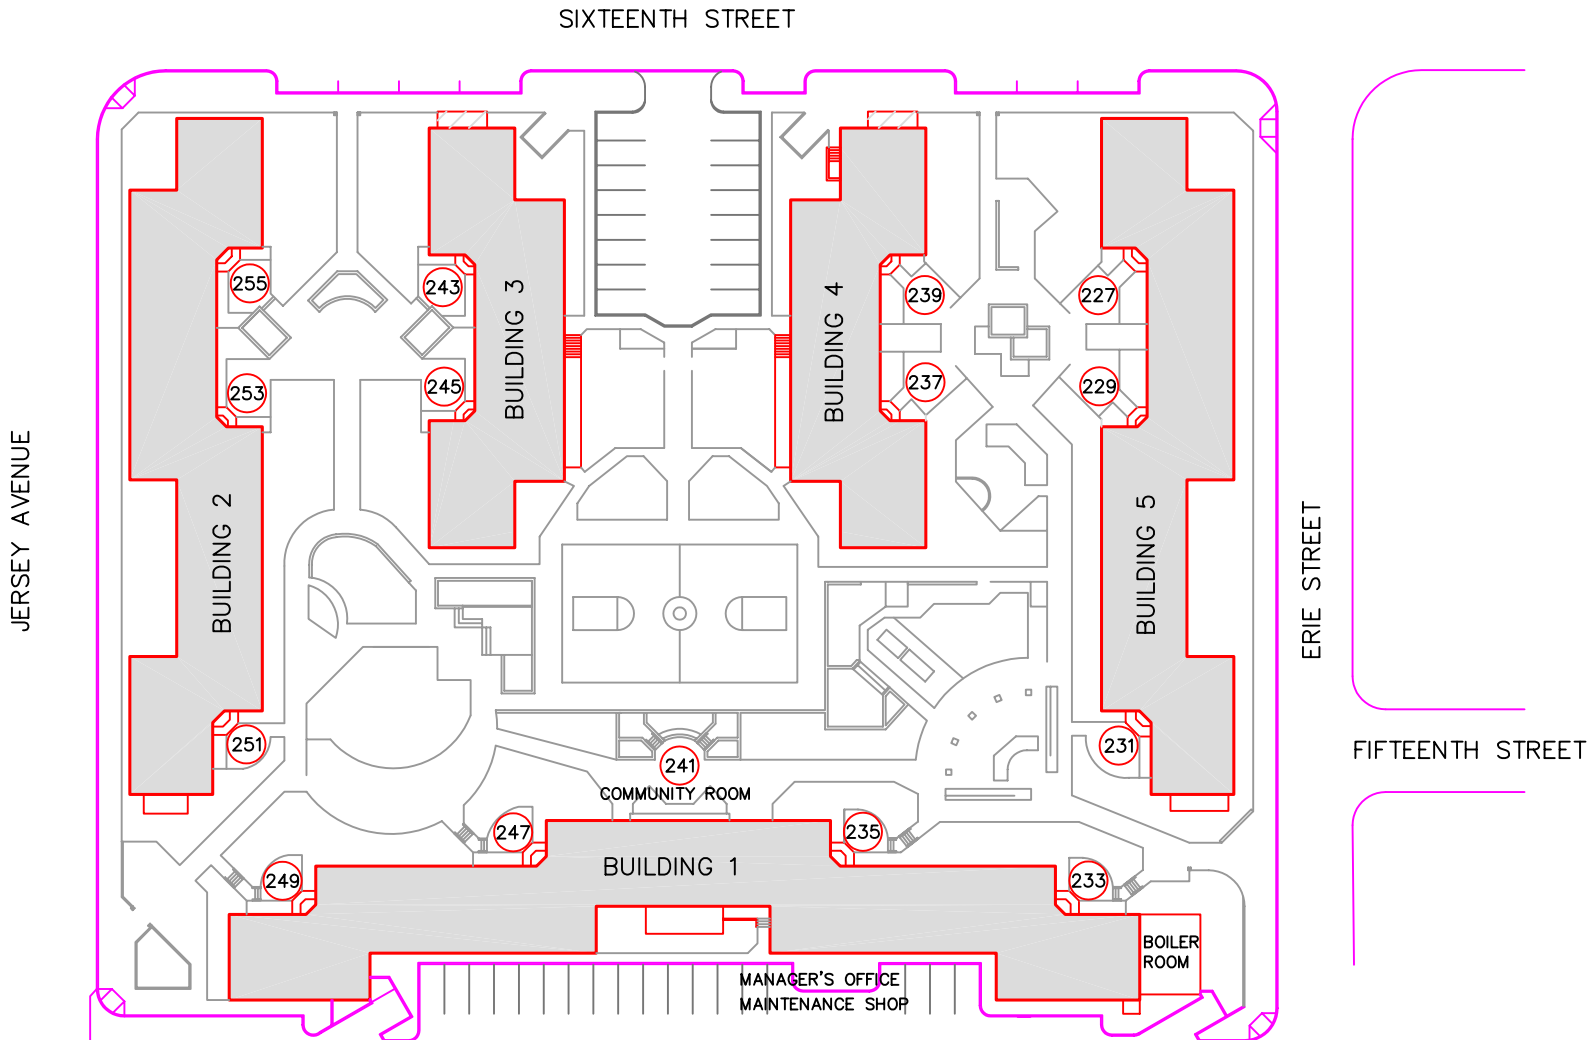 SIXTEENTH STREET
JERSEY AVENUE
BUILDING 2
BUILDING 3
BUILDING 4
BUILDING 5
ERIE STREET
FIFTEENTH STREET
255
243
239
227
253
245
237
229
251
241
231
COMMUNITY ROOM
247
235
BUILDING 1
249
233
BOILER
ROOM
MANAGER'S OFFICE
MAINTENANCE SHOP